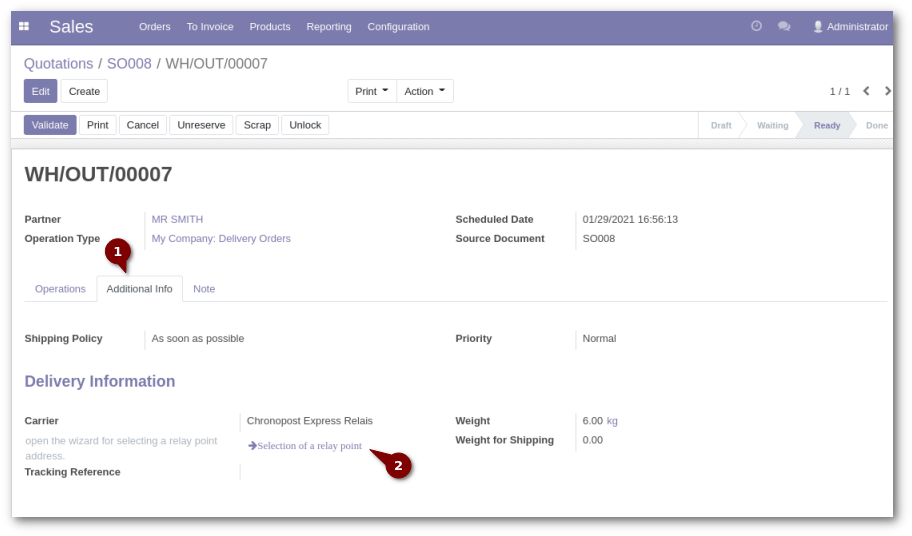 Sales Orders To Invoice Products Reporting Configuration Administrator
Quotations / SO008 / WH/OUT/00007
Edit Create Print Action 1 / 1
Validate Print Cancel Unreserve Scrap Unlock Draft Waiting Ready Done
WH/OUT/00007
Partner MR SMITH Scheduled Date 01/29/2021 16:56:13
Operation Type My Company: Delivery Orders Source Document SO008
1
Operations Additional Info Note
Shipping Policy As soon as possible Priority Normal
Delivery Information
Carrier Chronopost Express Relais Weight 6.00 kg
open the wizard for selecting a relay point Selection of a relay point Weight for Shipping 0.00
address.
2
Tracking Reference